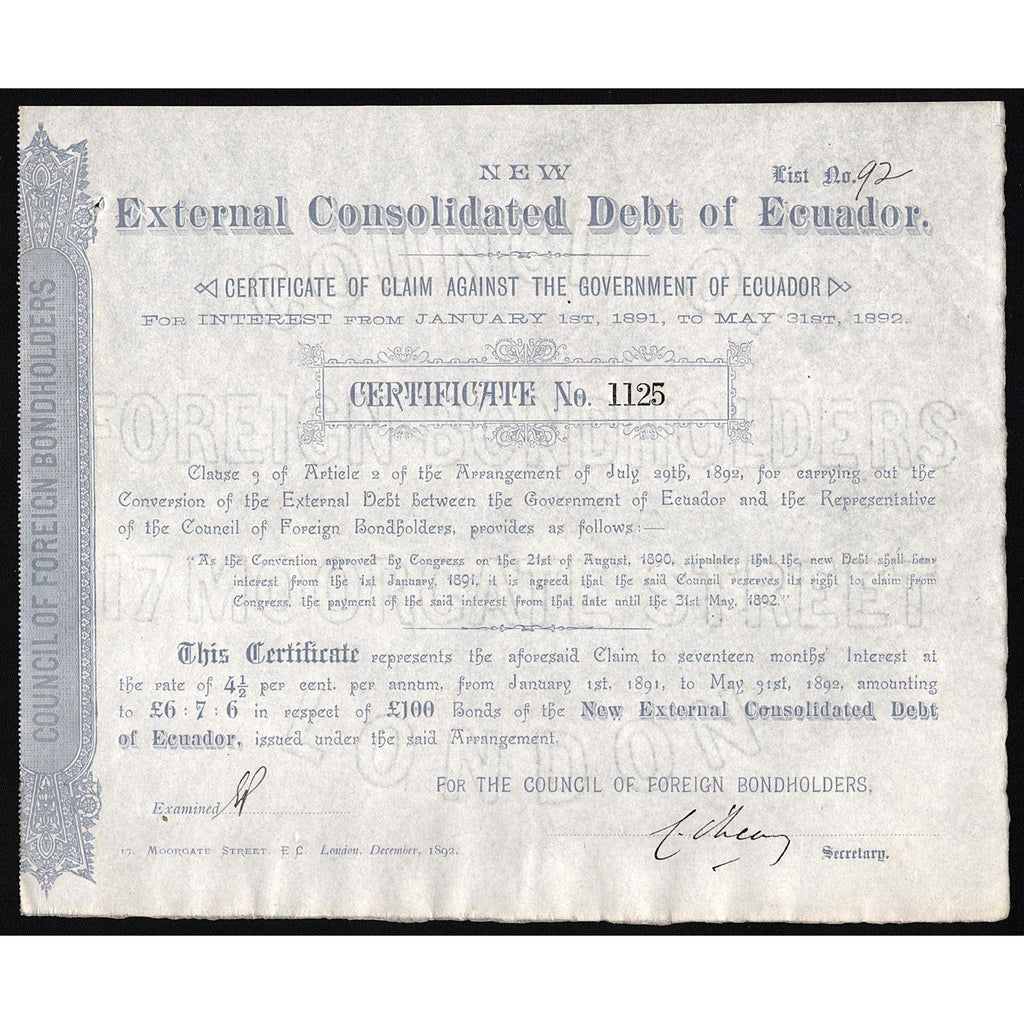 NEW
List No. 92
External Consolidated Debt of Ecuador.
CERTIFICATE OF CLAIM AGAINST THE GOVERNMENT OF ECUADOR
FOR INTEREST FROM JANUARY 1ST, 1891, TO MAY 31ST, 1892.
CERTIFICATE No. 1125
Clause 3 of Article 2 of the Arrangement of July 29th, 1892, for carrying out the
Conversion of the External Debt between the Government of Ecuador and the Representative
of the Council of Foreign Bondholders, provides as follows:—
"As the Convention approved by Congress on the 21st of August, 1890, stipulates that the new Debt shall bear
interest from the 1st January, 1891, it is agreed that the said Council reserves its right to claim from
Congress, the payment of the said interest from that date until the 31st May, 1892."
This Certificate represents the aforesaid Claim to seventeen months' Interest at
the rate of 4½ per cent. per annum, from January 1st, 1891, to May 31st, 1892, amounting
to £6 : 7 : 6 in respect of £100 Bonds of the New External Consolidated Debt
of Ecuador, issued under the said Arrangement.
FOR THE COUNCIL OF FOREIGN BONDHOLDERS,
Examined
Secretary.
17, MOORGATE STREET, E.C. London, December, 1892.
COUNCIL OF FOREIGN BONDHOLDERS
FOREIGN BONDHOLDERS
17 MOORGATE STREET
LONDON